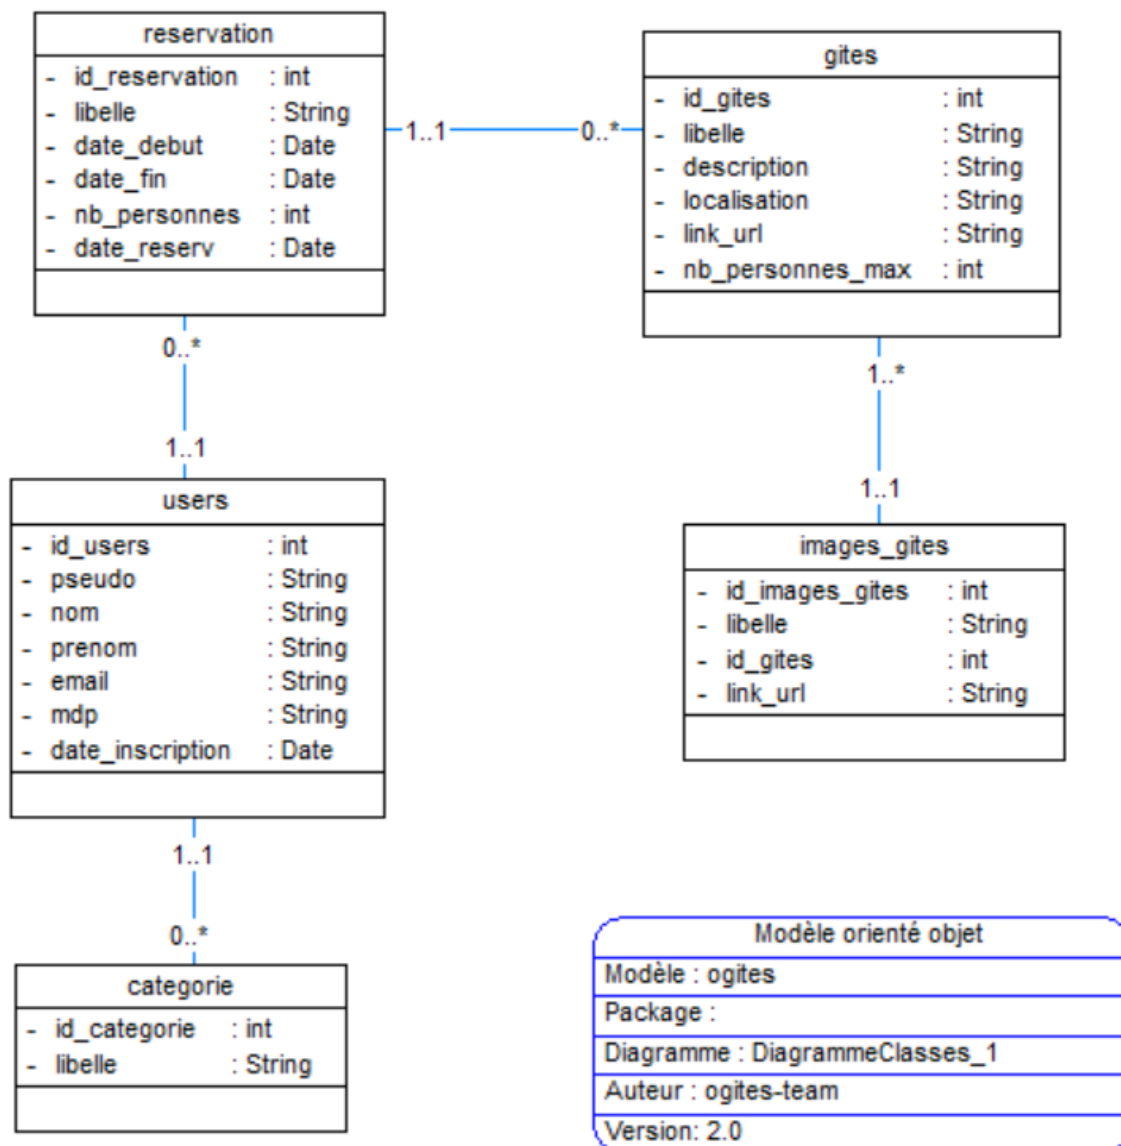 reservation
- id_reservation : int
- libelle : String
- date_debut : Date
- date_fin : Date
- nb_personnes : int
- date_reserv : Date
1..1
0..*
gites
- id_gites : int
- libelle : String
- description : String
- localisation : String
- link_url : String
- nb_personnes_max : int
0..*
1..1
1..*
1..1
users
- id_users : int
- pseudo : String
- nom : String
- prenom : String
- email : String
- mdp : String
- date_inscription : Date
images_gites
- id_images_gites : int
- libelle : String
- id_gites : int
- link_url : String
1..1
0..*
categorie
- id_categorie : int
- libelle : String
Modèle orienté objet
Modèle : ogites
Package :
Diagramme : DiagrammeClasses_1
Auteur : ogites-team
Version: 2.0